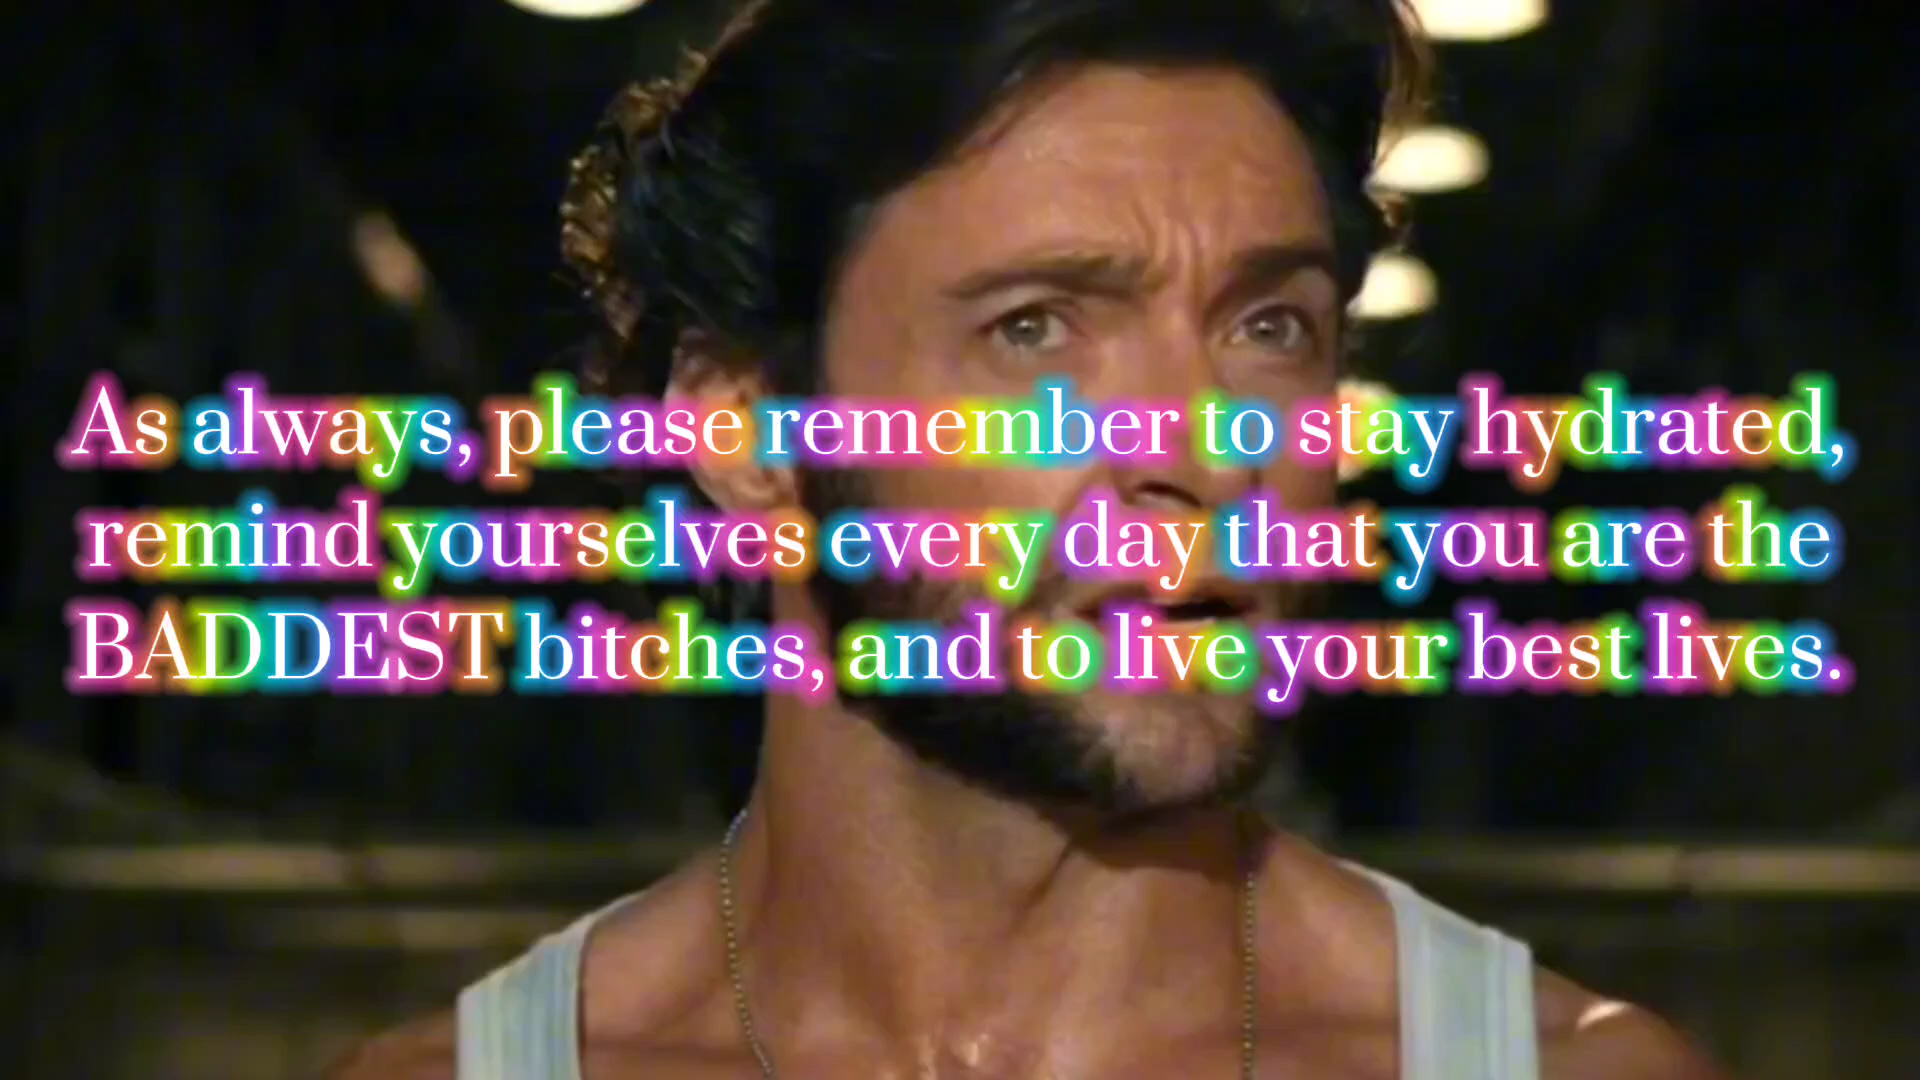 As always, please remember to stay hydrated,
remind yourselves every day that you are the
BADDEST bitches, and to live your best lives.